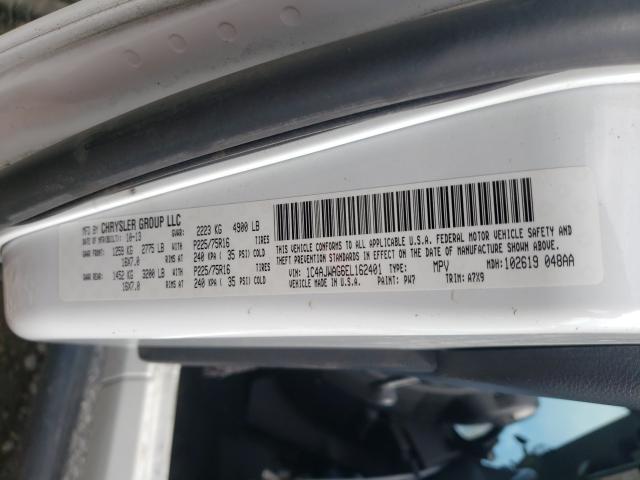 MFG BY CHRYSLER GROUP LLC
DATE OF MFR(BUILT): 10-13 GVWR: 2223 KG 4900 LB
GAWR FRONT: 1259 KG 2775 LB WITH P225/75R16 TIRES
16X7.0 RIMS AT 240 KPA ( 35 PSI) COLD
GAWR REAR: 1452 KG 3200 LB WITH P225/75R16 TIRES
16X7.0 RIMS AT 240 KPA ( 35 PSI) COLD
THIS VEHICLE CONFORMS TO ALL APPLICABLE U.S.A. FEDERAL MOTOR VEHICLE SAFETY,
THEFT PREVENTION STANDARDS IN EFFECT ON THE DATE OF MANUFACTURE SHOWN ABOVE.
VIN: 1C4AJWAG6EL162401 TYPE: MPV MDH: 102619 048AA
VEHICLE MADE IN U.S.A. PAINT: PW7 TRIM: A7X9